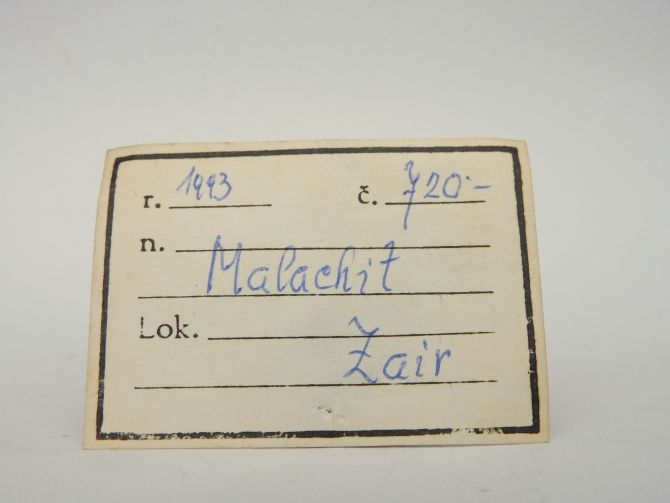 r. 1993 č. 720.-
n.
Malachit
Lok.
Zair